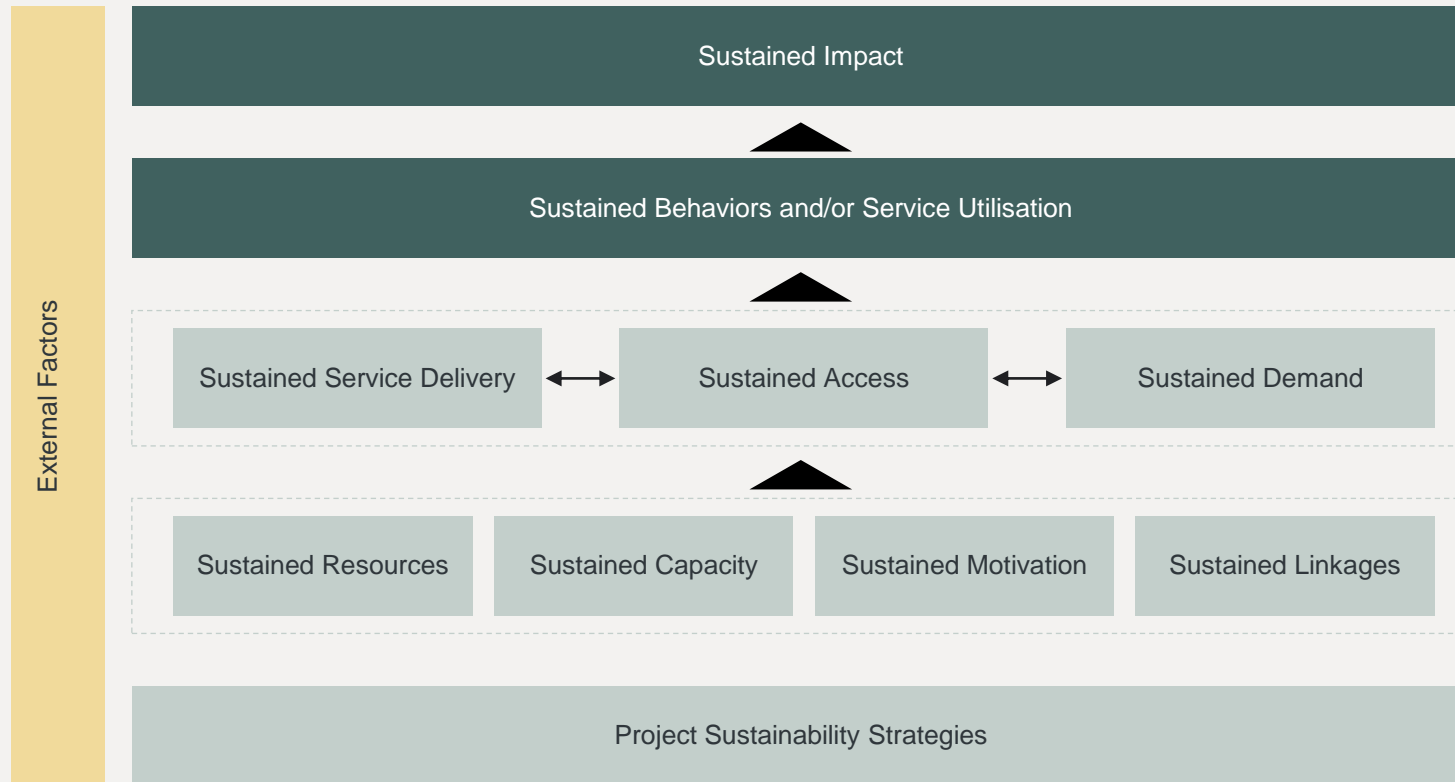 External Factors
Sustained Impact
Sustained Behaviors and/or Service Utilisation
Sustained Service Delivery
Sustained Access
Sustained Demand
Sustained Resources
Sustained Capacity
Sustained Motivation
Sustained Linkages
Project Sustainability Strategies